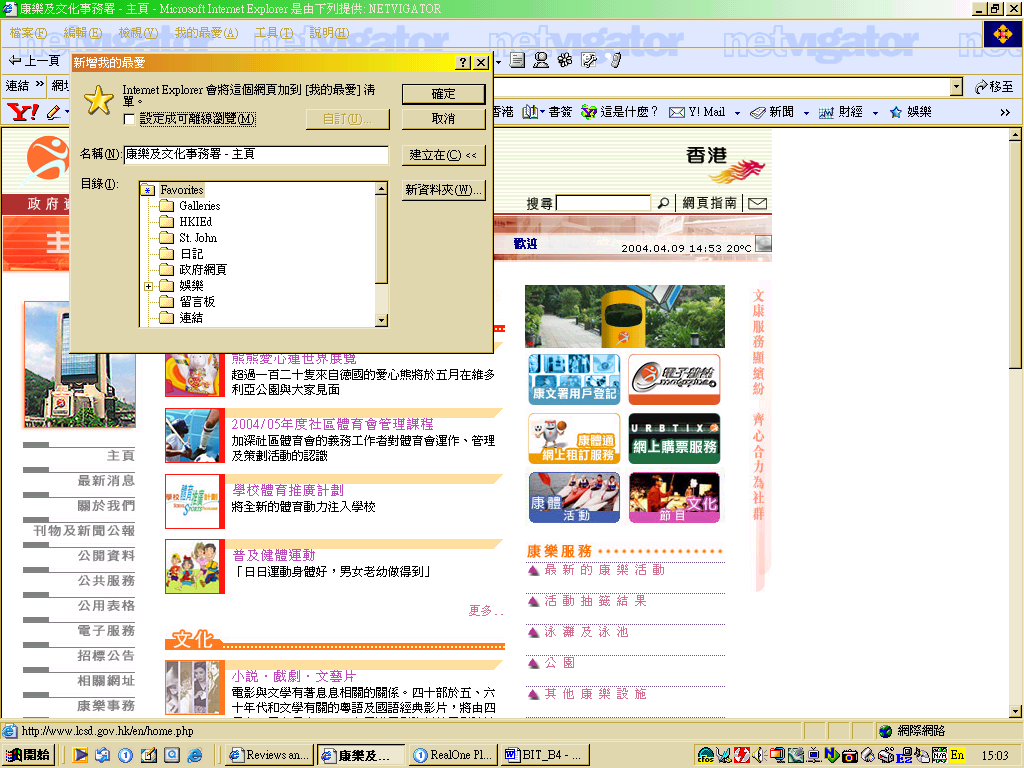 康樂及文化事務署 - 主頁 - Microsoft Internet Explorer 是由下列提供: NETVIGATOR
檔案(F) 編輯(E) 檢視(V) 我的最愛(A) 工具(T) 說明(H)
netvigator
上一頁
連結 »
移至
Y!
香港 書籤 這是什麼? Y! Mail 新聞 財經 娛樂 »
新增我的最愛
Internet Explorer 會將這個網頁加到 [我的最愛] 清單。
設定成可離線瀏覽(M)
自訂(U)...
確定
取消
名稱(N): 康樂及文化事務署 - 主頁
建立在(C) <<
目錄(I):
新資料夾(W)...
Favorites
Galleries
HKIEd
St. John
日記
政府網頁
娛樂
留言板
連結
香港
搜尋 網頁指南
政府資
主
歡迎
2004.04.09 14:53 20°C
主頁
最新消息
關於我們
刊物及新聞公報
公開資料
公共服務
公用表格
電子服務
招標公告
相關網址
康樂事務
熊熊愛心連世界展覽
超過一百二十隻來自德國的愛心熊將於五月在維多
利亞公園與大家見面
2004/05年度社區體育會管理課程
加深社區體育會的義務工作者對體育會運作、管理
及策劃活動的認識
學校體育推廣計劃
將全新的體育動力注入學校
普及健體運動
「日日運動身體好，男女老幼做得到」
更多..
文化
小說．戲劇．文藝片
電影與文學有著息息相關的關係。四十部於五、六
十年代和文學有關的粵語及國語經典影片，將由四
康文署用戶登記
康體通
網上租訂服務
URBTIX
網上購票服務
康體
活動
文化
節目
康樂服務
最新的康樂活動
活動抽籤結果
泳灘及泳池
公園
其他康樂設施
文康服務顯繽紛 齊心合力為社群
http://www.lcsd.gov.hk/en/home.php
網際網路
開始
Reviews an...
康樂及...
RealOne Pl...
BIT_B4 - ...
En
15:03